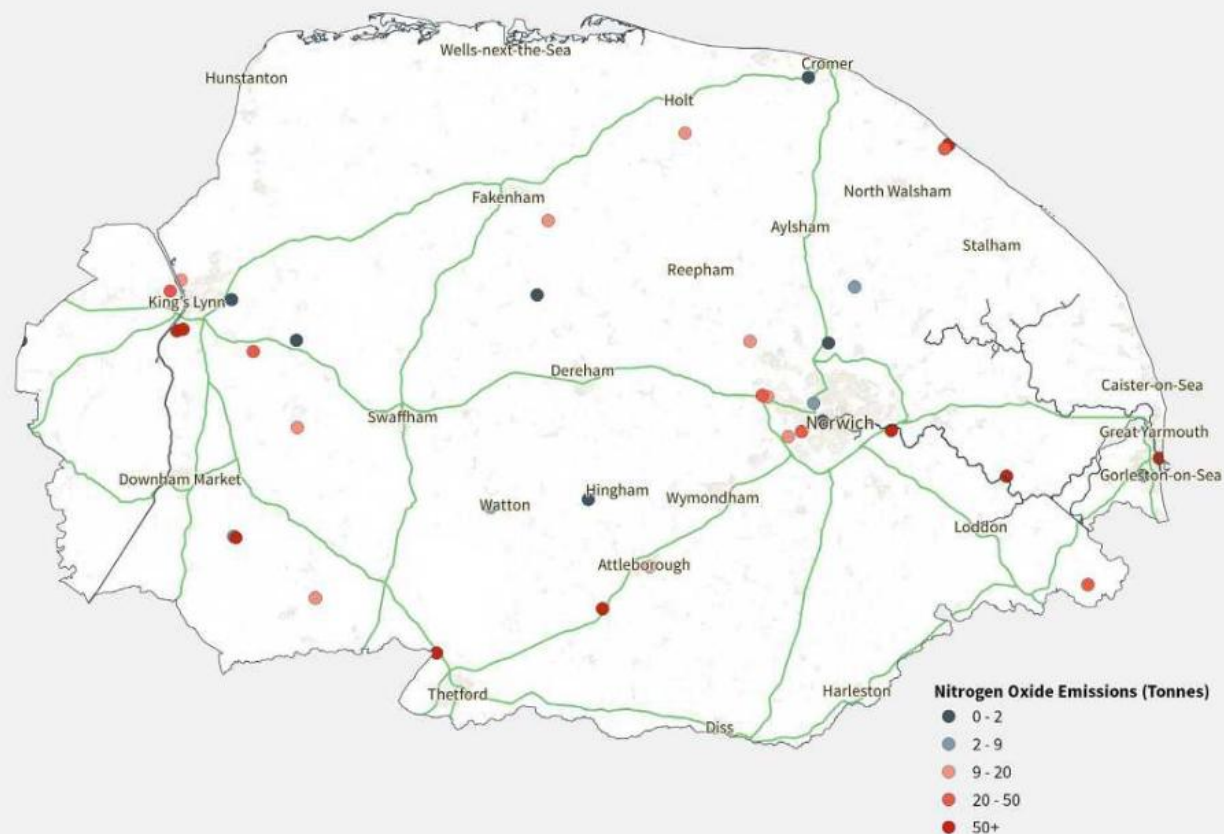 Cromer
Wells-next-the-Sea
Hunstanton
Holt
North Walsham
Fakenham
Aylsham
Stalham
Reepham
King's Lynn
Dereham
Caister-on-Sea
Swaffham
Norwich
Great Yarmouth
Gorleston-on-Sea
Downham Market
Hingham
Wymondham
Watton
Loddon
Attleborough
Thetford
Harleston
Diss
Nitrogen Oxide Emissions (Tonnes)
0 - 2
2 - 9
9 - 20
20 - 50
50+